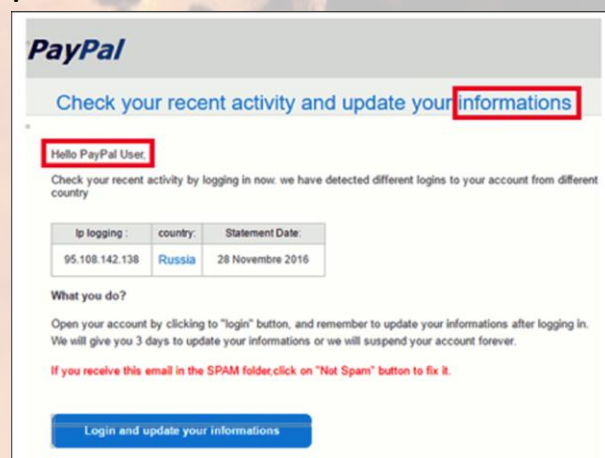 PayPal
Check your recent activity and update your informations
Hello PayPal User,
Check your recent activity by logging in now. we have detected different logins to your account from different
country
Ip logging : country: Statement Date:
95.108.142.138 Russia 28 Novembre 2016
What you do?
Open your account by clicking to "login" button, and remember to update your informations after logging in.
We will give you 3 days to update your informations or we will suspend your account forever.
If you receive this email in the SPAM folder,click on "Not Spam" button to fix it.
Login and update your informations